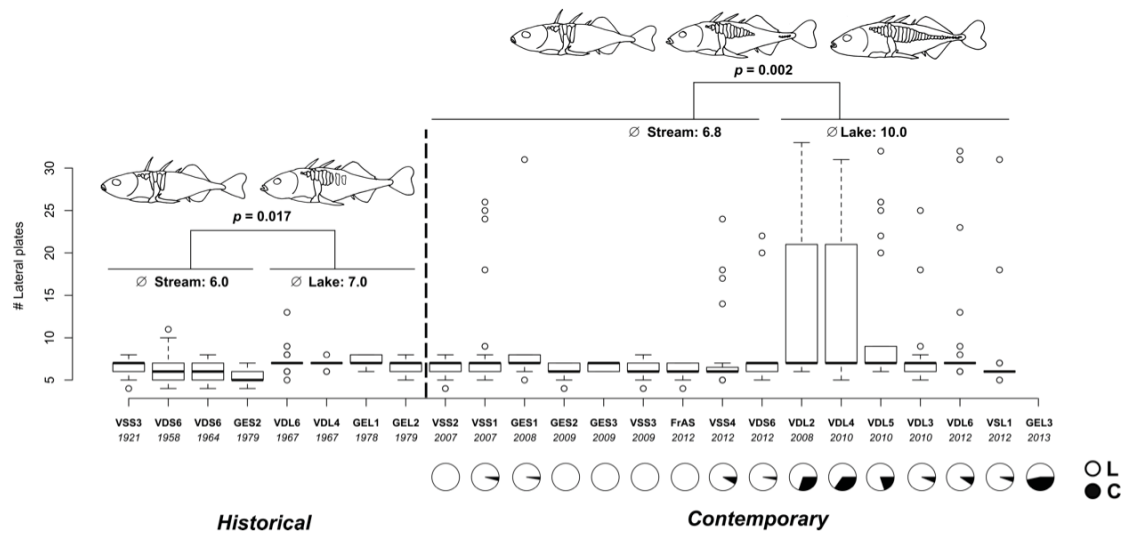 p = 0.002
∅ Stream: 6.8 ∅ Lake: 10.0
p = 0.017
∅ Stream: 6.0 ∅ Lake: 7.0
# Lateral plates
30
25
20
15
10
5
VSS3 VDS6 VDS6 GES2 VDL6 VDL4 GEL1 GEL2 VSS2 VSS1 GES1 GES2 GES3 VSS3 FrAS VSS4 VDS6 VDL2 VDL4 VDL5 VDL3 VDL6 VSL1 GEL3
1921 1958 1964 1979 1967 1967 1978 1979 2007 2007 2008 2009 2009 2009 2012 2012 2012 2008 2010 2010 2010 2012 2012 2013
L
C
Historical Contemporary